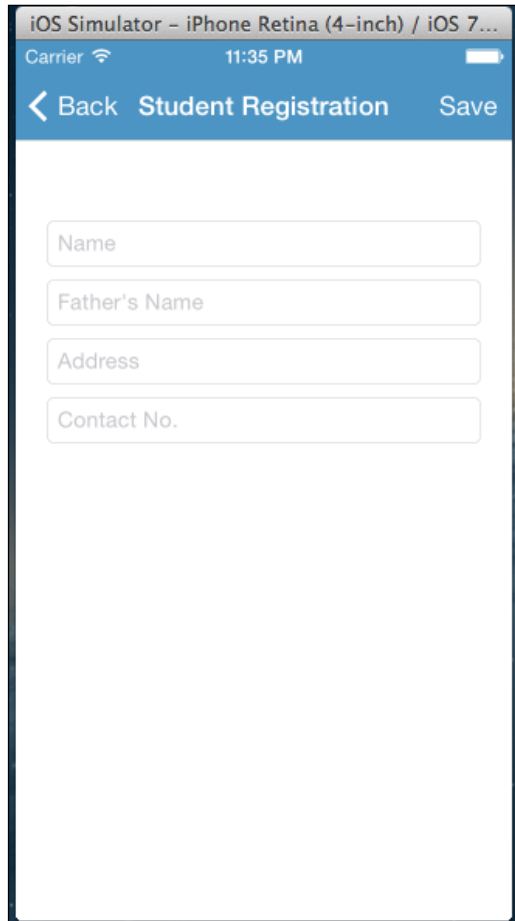 iOS Simulator – iPhone Retina (4-inch) / iOS 7...
Carrier 11:35 PM
Back Student Registration Save
Name
Father's Name
Address
Contact No.